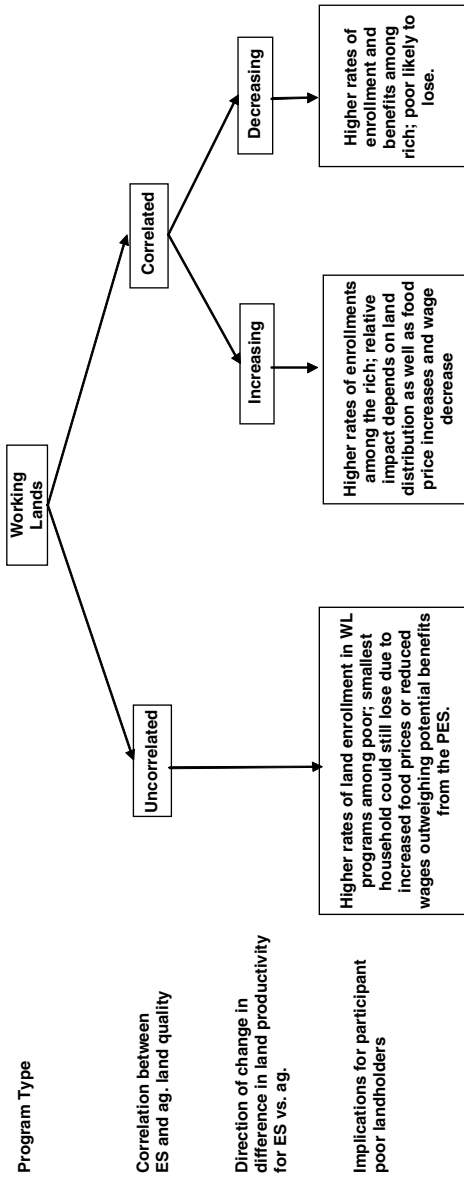 Program Type
Working
Lands
Correlation between
ES and ag. land quality
Uncorrelated
Correlated
Direction of change in
difference in land productivity
for ES vs. ag.
Increasing
Decreasing
Implications for participant
poor landholders
Higher rates of land enrollment in WL
programs among poor; smallest
household could still lose due to
increased food prices or reduced
wages outweighing potential benefits
from the PES.
Higher rates of enrollments
among the rich; relative
impact depends on land
distribution as well as food
price increases and wage
decrease
Higher rates of
enrollment and
benefits among
rich; poor likely to
lose.